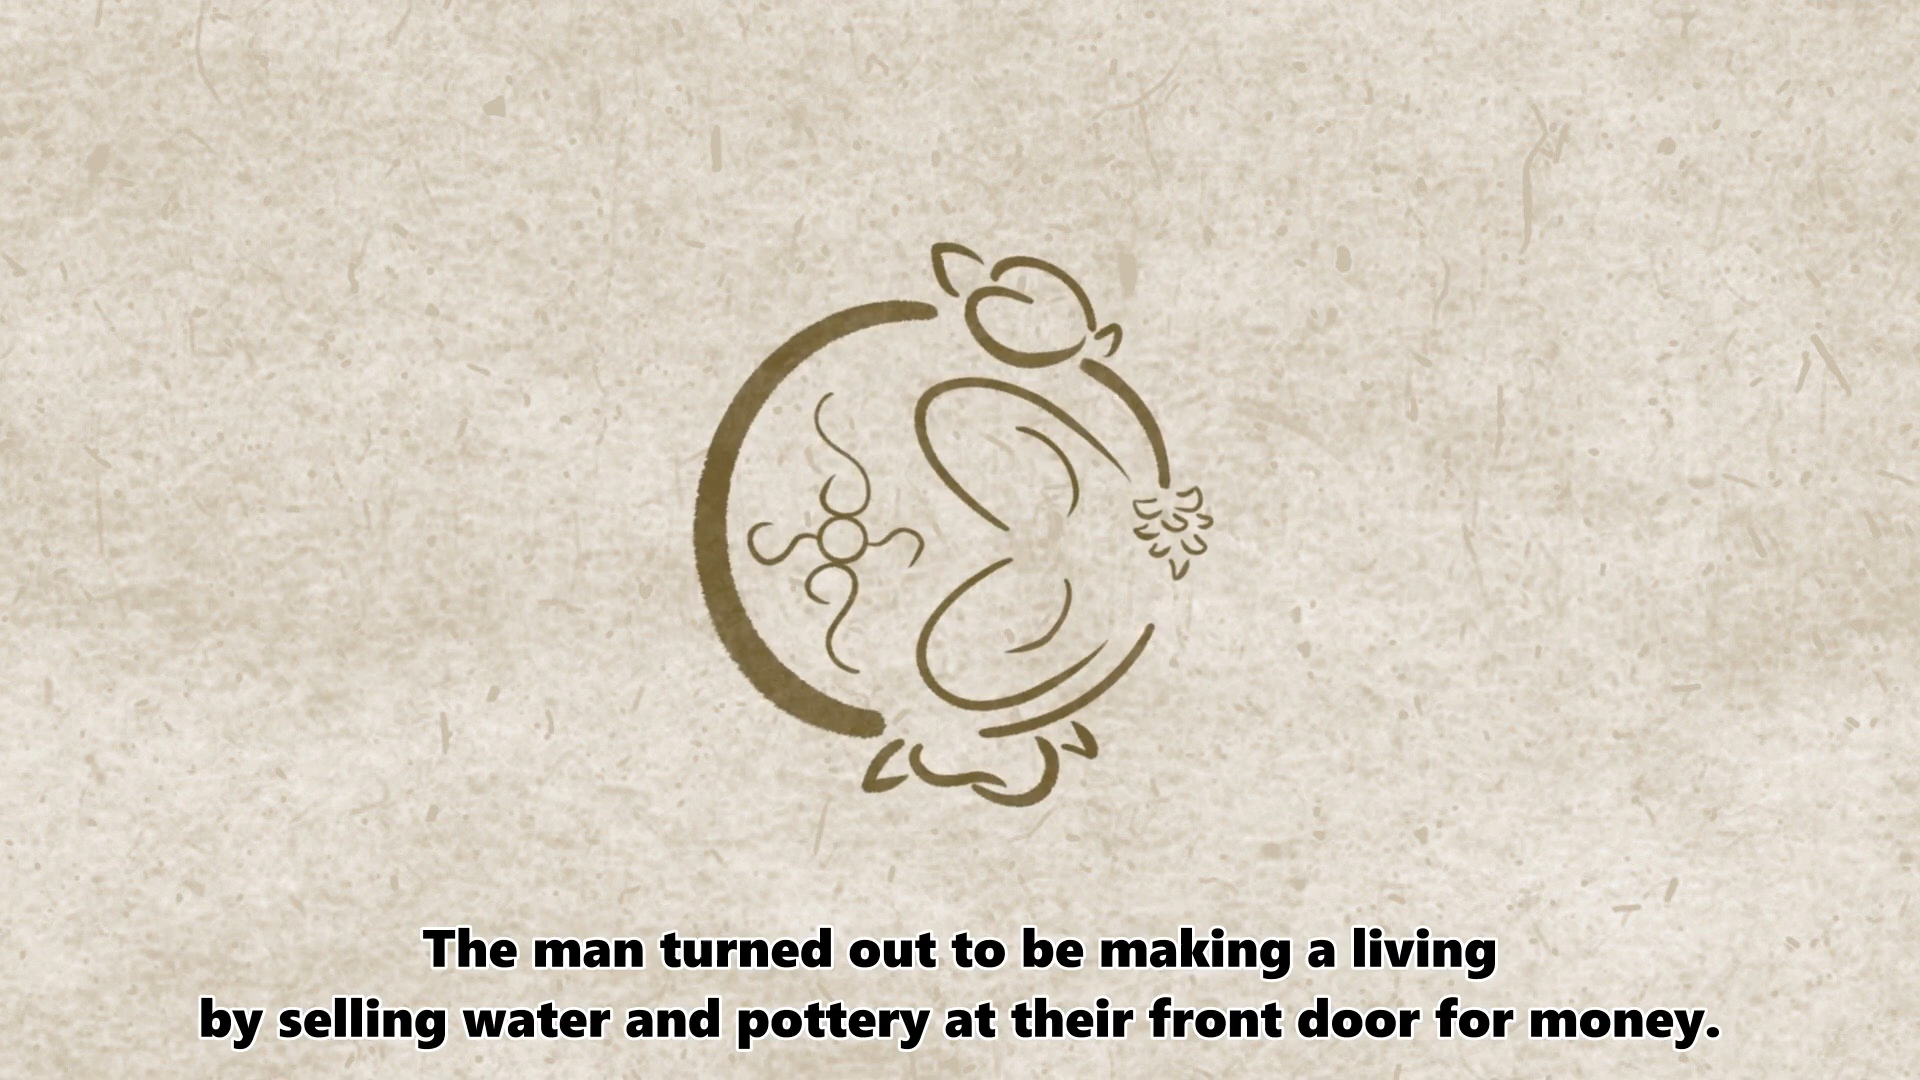 The man turned out to be making a living
by selling water and pottery at their front door for money.